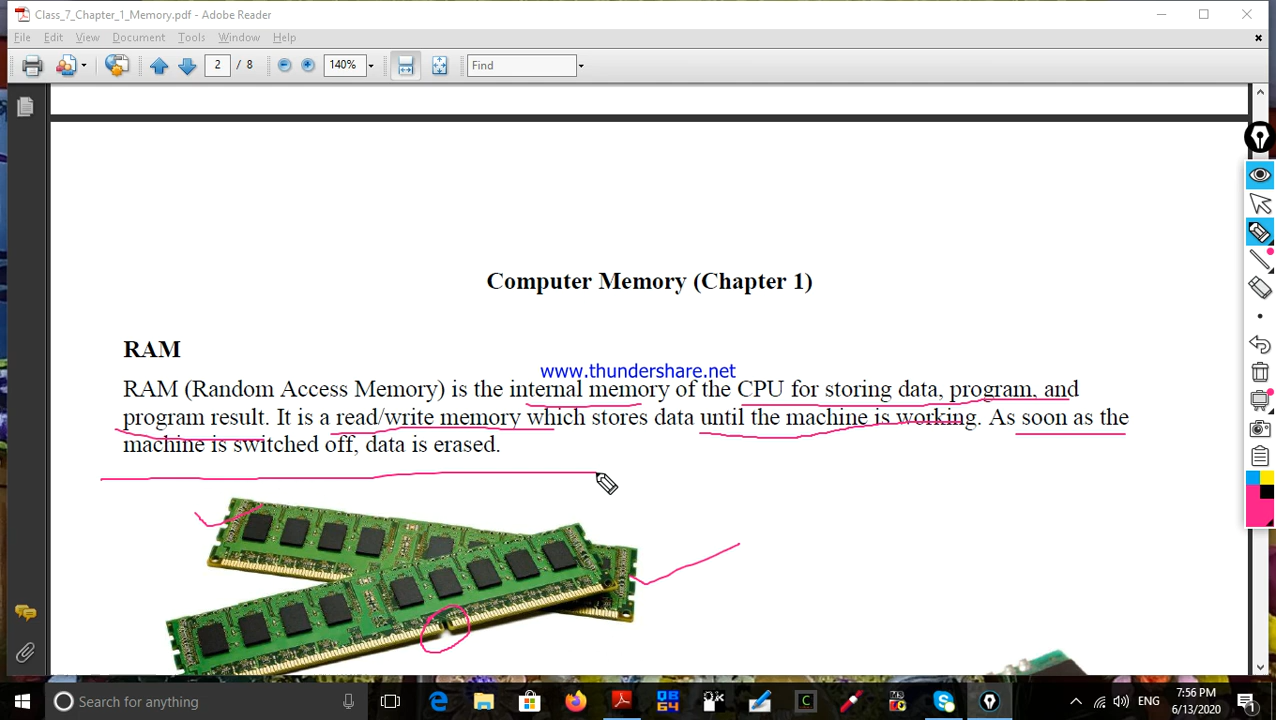 Class_7_Chapter_1_Memory.pdf - Adobe Reader
File Edit View Document Tools Window Help
2 / 8 140% Find
Computer Memory (Chapter 1)
RAM
www.thundershare.net
RAM (Random Access Memory) is the internal memory of the CPU for storing data, program, and
program result. It is a read/write memory which stores data until the machine is working. As soon as the
machine is switched off, data is erased.
Search for anything
ENG
7:56 PM
6/13/2020